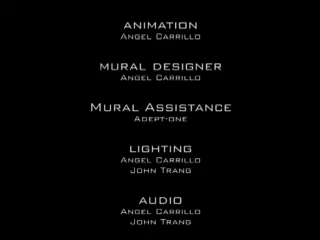 ANIMATION
ANGEL CARRILLO
MURAL DESIGNER
ANGEL CARRILLO
MURAL ASSISTANCE
ADEPT-ONE
LIGHTING
ANGEL CARRILLO
JOHN TRANG
AUDIO
ANGEL CARRILLO
JOHN TRANG